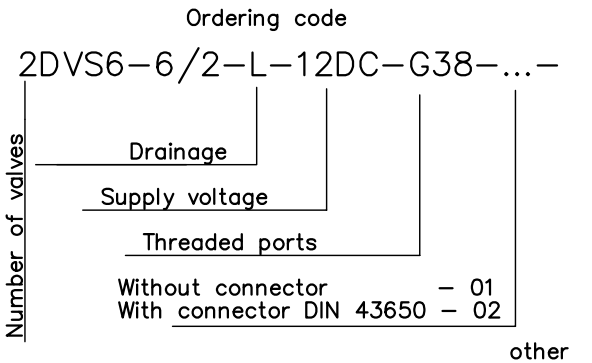 Ordering code
2DVS6-6/2-L-12DC-G38-...-
Number of valves
Drainage
Supply voltage
Threaded ports
Without connector - 01
With connector DIN 43650 - 02
other